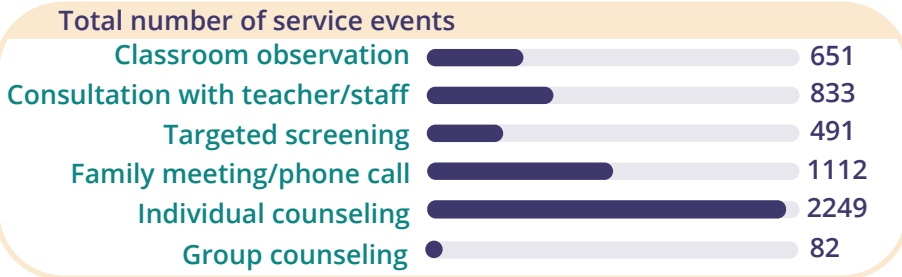 Total number of service events
Classroom observation 651
Consultation with teacher/staff 833
Targeted screening 491
Family meeting/phone call 1112
Individual counseling 2249
Group counseling 82